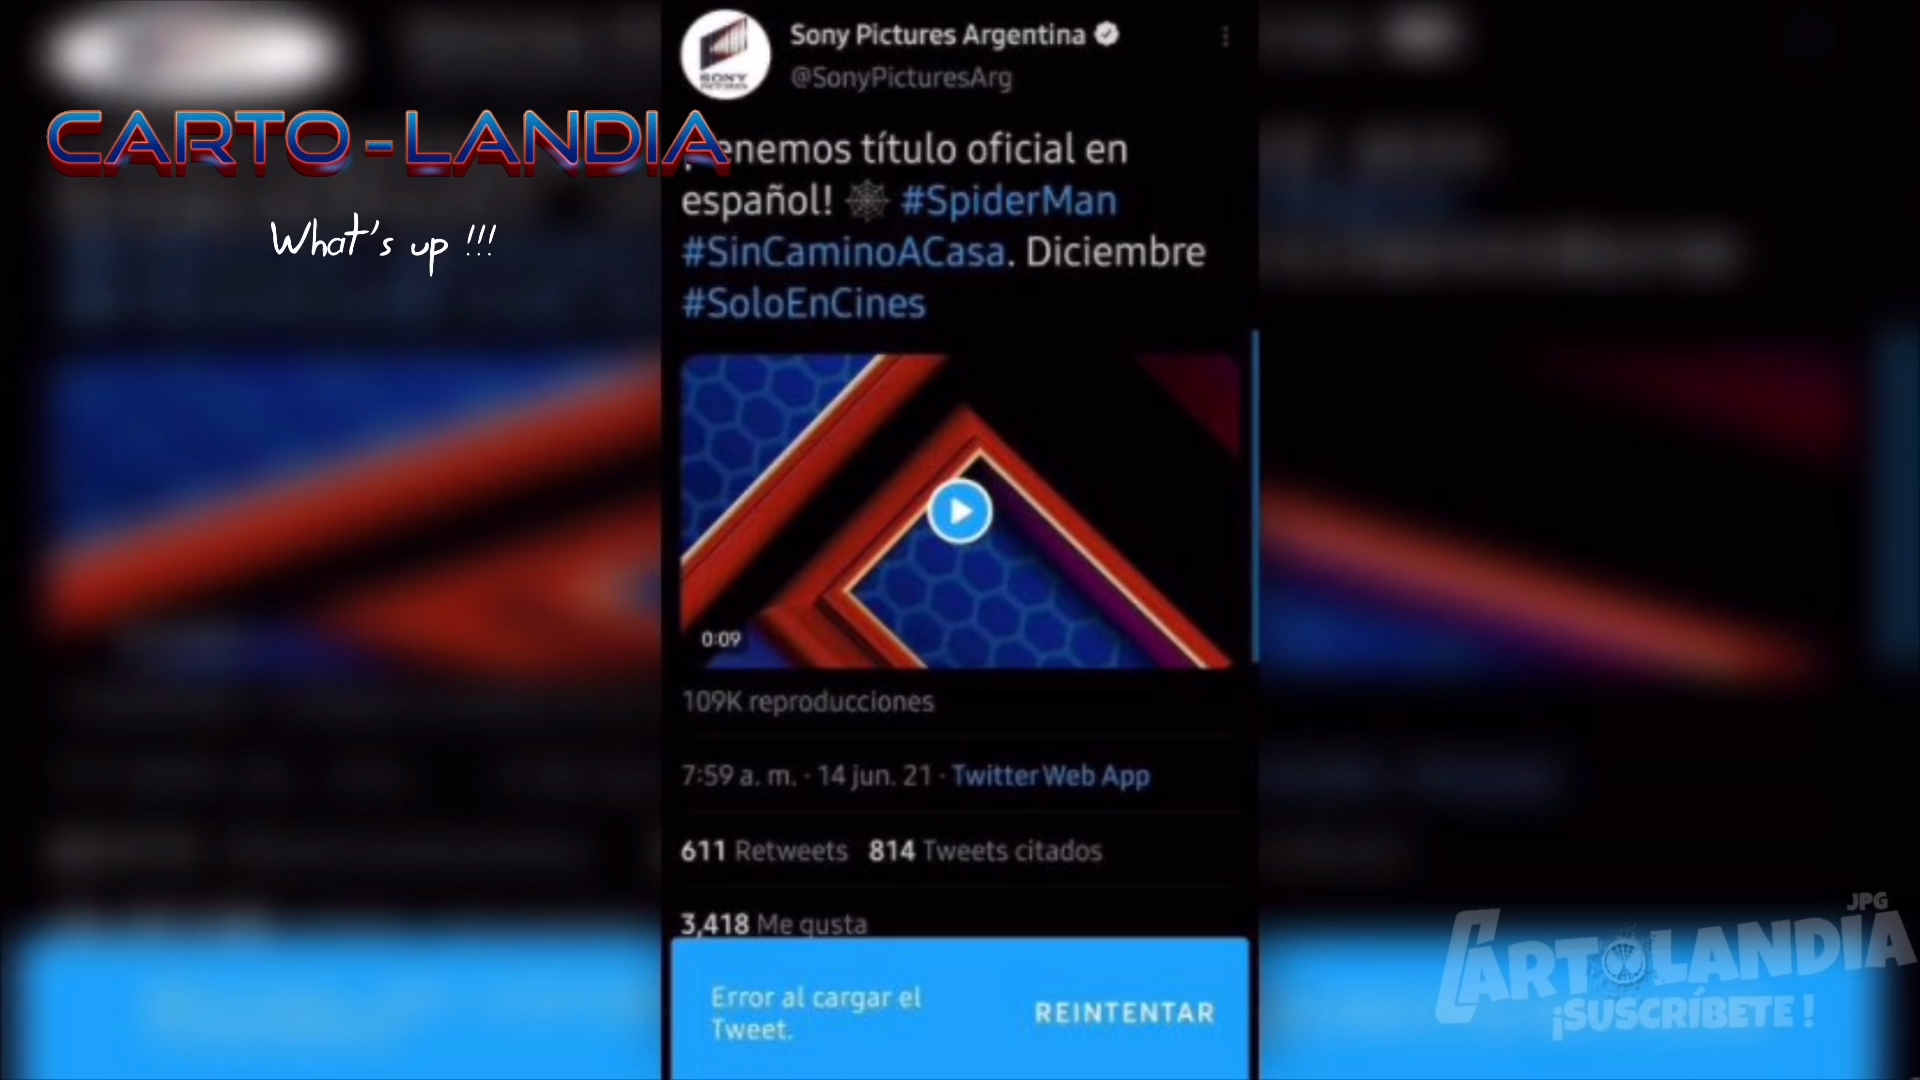 Sony Pictures Argentina
@SonyPicturesArg
CARTO-LANDIA
enemos título oficial en
español! #SpiderMan
#SinCaminoACasa. Diciembre
#SoloEnCines
What's up !!!
0:09
109K reproducciones
7:59 a. m. · 14 jun. 21 · Twitter Web App
611 Retweets 814 Tweets citados
3,418 Me gusta
Error al cargar el
Tweet.
REINTENTAR
JPG
CARTOLANDIA
¡SUSCRÍBETE!
SONY
PICTURES